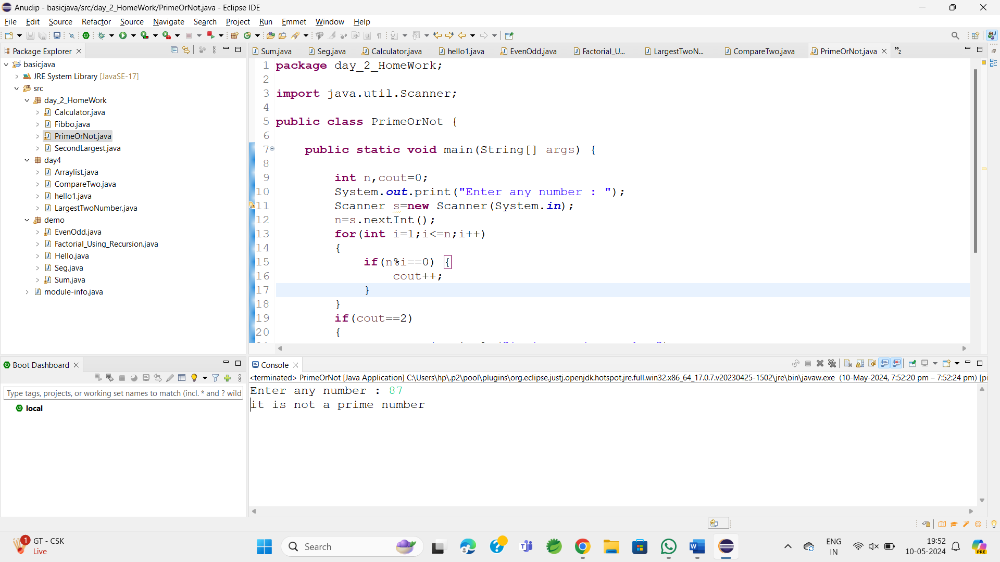 Anudip - basicjava/src/day_2_HomeWork/PrimeOrNot.java - Eclipse IDE
File Edit Source Refactor Source Navigate Search Project Run Emmet Window Help
Package Explorer
basicjava
JRE System Library [JavaSE-17]
src
day_2_HomeWork
Calculator.java
Fibbo.java
PrimeOrNot.java
SecondLargest.java
day4
Arraylist.java
CompareTwo.java
hello1.java
LargestTwoNumber.java
demo
EvenOdd.java
Factorial_Using_Recursion.java
Hello.java
Seg.java
Sum.java
module-info.java
Sum.java Seg.java Calculator.java hello1.java EvenOdd.java Factorial_U... LargestTwoN... CompareTwo.java PrimeOrNot.java »2
1 package day_2_HomeWork;
2
3 import java.util.Scanner;
4
5 public class PrimeOrNot {
6
7 public static void main(String[] args) {
8
9 int n,cout=0;
10 System.out.print("Enter any number : ");
11 Scanner s=new Scanner(System.in);
12 n=s.nextInt();
13 for(int i=1;i<=n;i++)
14 {
15 if(n%i==0) {
16 cout++;
17 }
18 }
19 if(cout==2)
20 {
Boot Dashboard
Type tags, projects, or working set names to match (incl. * and ? wild
local
Console
<terminated> PrimeOrNot [Java Application] C:\Users\hp\.p2\pool\plugins\org.eclipse.justj.openjdk.hotspot.jre.full.win32.x86_64_17.0.7.v20230425-1502\jre\bin\javaw.exe (10-May-2024, 7:52:20 pm – 7:52:24 pm) [pi
Enter any number : 87
it is not a prime number
1
GT - CSK
Live
Search
PRE
ENG
IN
19:52
10-05-2024